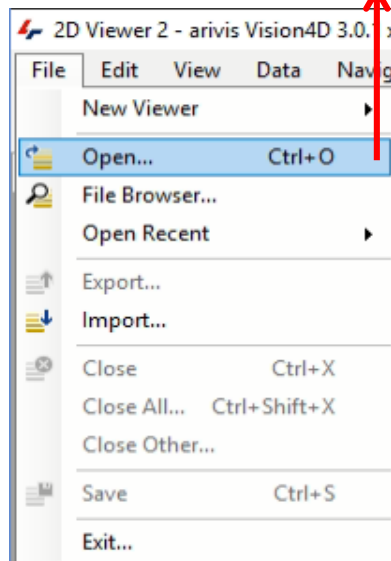 2D Viewer 2 - arivis Vision4D 3.0.
File Edit View Data Navig
New Viewer
Open... Ctrl+O
File Browser...
Open Recent
Export...
Import...
Close Ctrl+X
Close All... Ctrl+Shift+X
Close Other...
Save Ctrl+S
Exit...